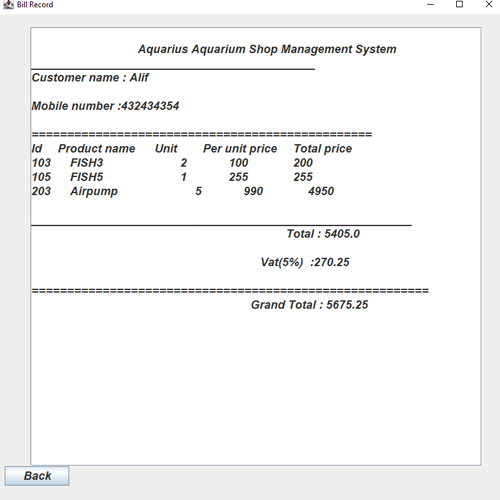 Bill Record
Aquarius Aquarium Shop Management System
Customer name : Alif
Mobile number :432434354
================================================
Id Product name Unit Per unit price Total price
103 FISH3 2 100 200
105 FISH5 1 255 255
203 Airpump 5 990 4950
Total : 5405.0
Vat(5%) :270.25
========================================================
Grand Total : 5675.25
Back